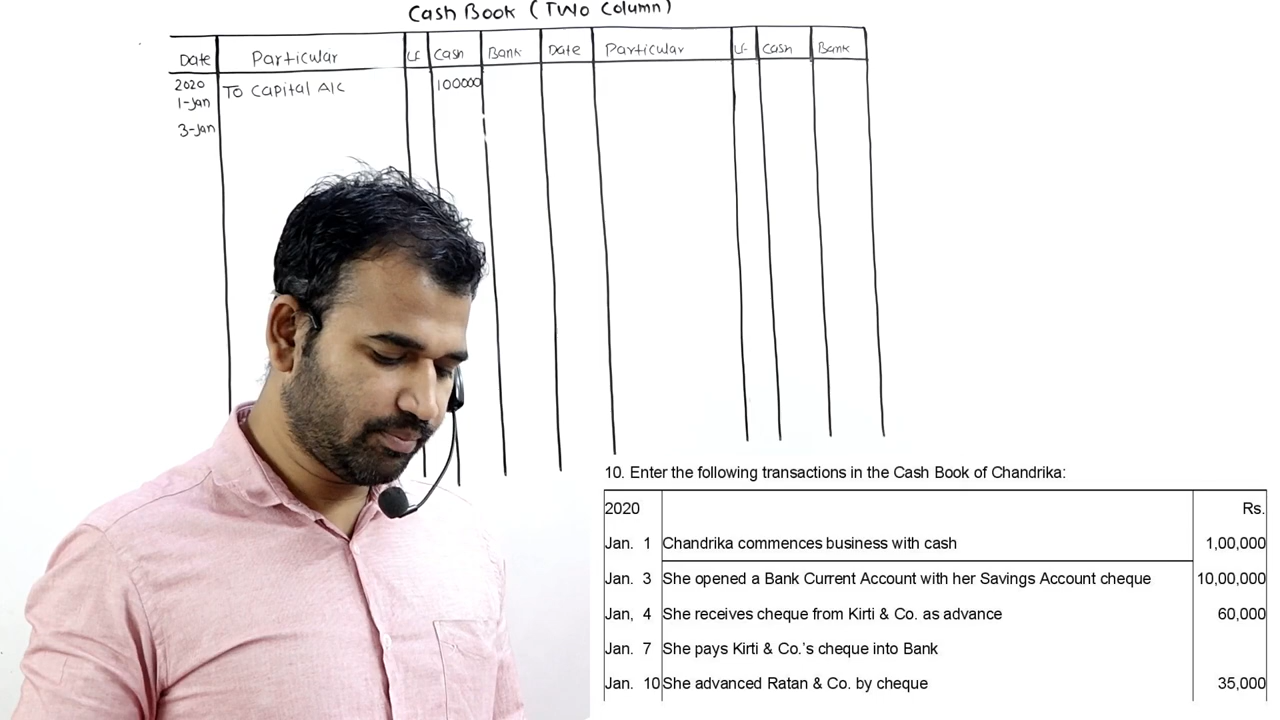 Cash Book (Two Column)
Date Particular LF Cash Bank Date Particular LF Cash Bank
2020 To Capital A/c 100000
1-Jan
3-Jan
10. Enter the following transactions in the Cash Book of Chandrika:
2020 Rs.
Jan. 1 Chandrika commences business with cash 1,00,000
Jan. 3 She opened a Bank Current Account with her Savings Account cheque 10,00,000
Jan, 4 She receives cheque from Kirti & Co. as advance 60,000
Jan. 7 She pays Kirti & Co.'s cheque into Bank
Jan. 10 She advanced Ratan & Co. by cheque 35,000